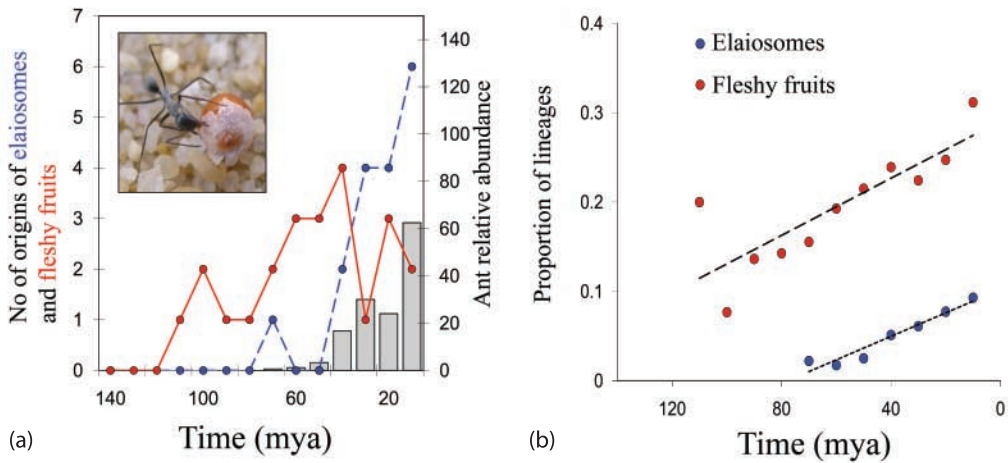 7
6
5
4
3
2
1
0
No of origins of elaiosomes
and fleshy fruits
140
120
100
80
60
40
20
0
Ant relative abundance
140 100 60 20
Time (mya)
(a)
0.4
0.3
0.2
0.1
0
Proportion of lineages
Elaiosomes
Fleshy fruits
120 80 40 0
Time (mya)
(b)